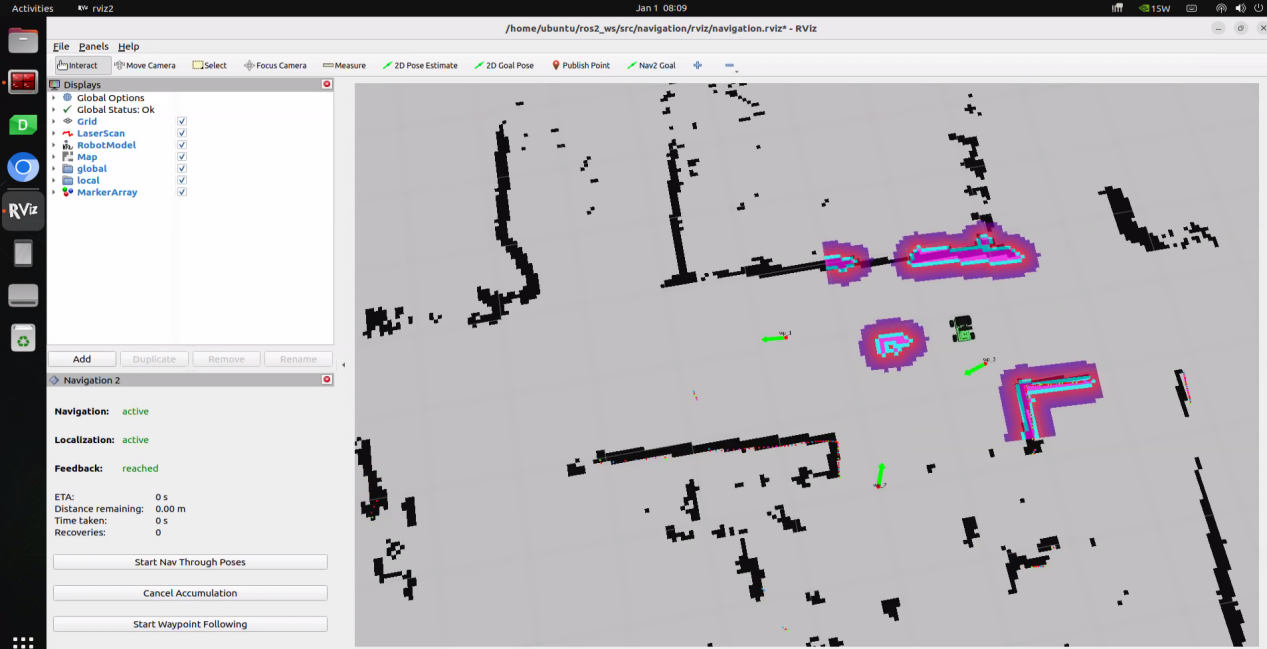 Activities rviz2 Jan 1 08:09 15W
/home/ubuntu/ros2_ws/src/navigation/rviz/navigation.rviz* - RViz
File Panels Help
Interact Move Camera Select Focus Camera Measure 2D Pose Estimate 2D Goal Pose Publish Point Nav2 Goal
Displays
Global Options
Global Status: Ok
Grid
LaserScan
RobotModel
Map
global
local
MarkerArray
D
RViz
Add Duplicate Remove Rename
Navigation 2
Navigation: active
Localization: active
Feedback: reached
ETA: 0 s
Distance remaining: 0.00 m
Time taken: 0 s
Recoveries: 0
Start Nav Through Poses
Cancel Accumulation
Start Waypoint Following
wp_1
wp_3
wp_2